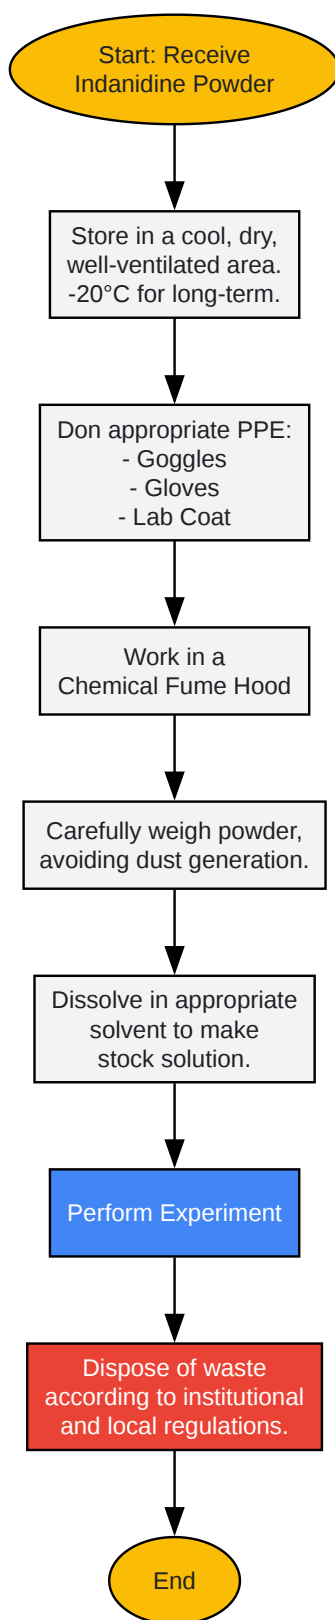 Start: Receive
Indanidine Powder
Store in a cool, dry,
well-ventilated area.
-20°C for long-term.
Don appropriate PPE:
- Goggles
- Gloves
- Lab Coat
Work in a
Chemical Fume Hood
Carefully weigh powder,
avoiding dust generation.
Dissolve in appropriate
solvent to make
stock solution.
Perform Experiment
Dispose of waste
according to institutional
and local regulations.
End